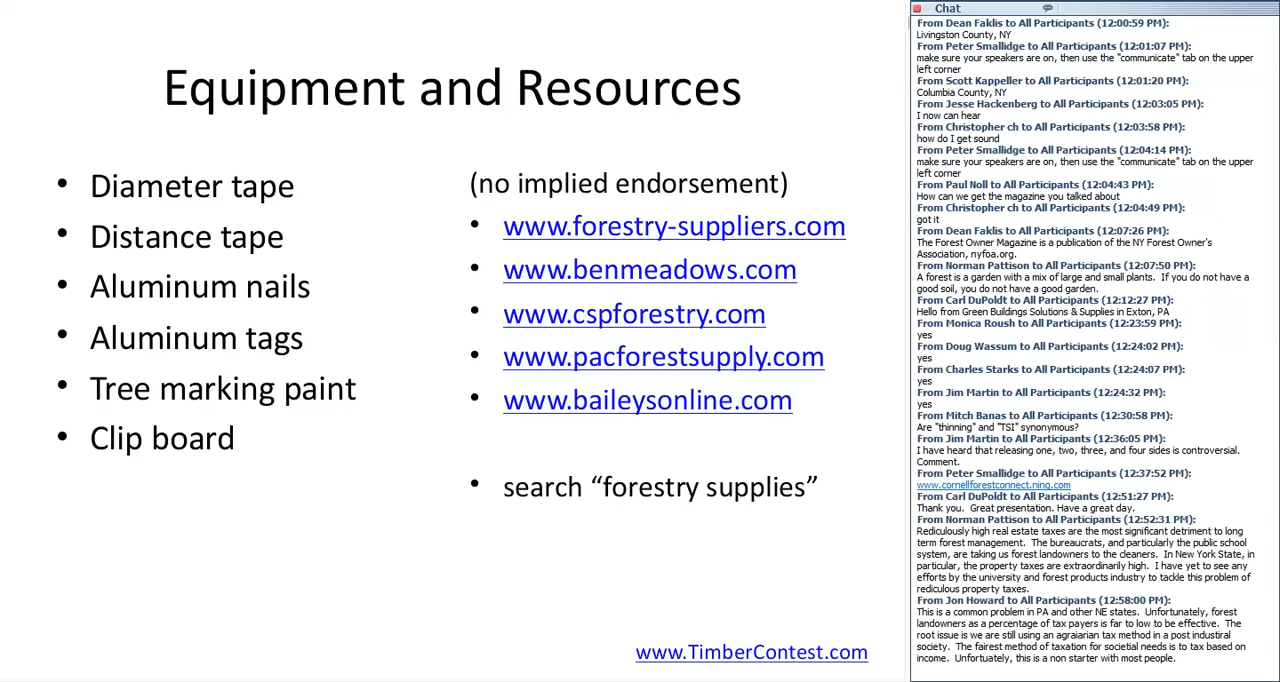 Equipment and Resources
• Diameter tape
• Distance tape
• Aluminum nails
• Aluminum tags
• Tree marking paint
• Clip board
(no implied endorsement)
• www.forestry-suppliers.com
• www.benmeadows.com
• www.cspforestry.com
• www.pacforestsupply.com
• www.baileysonline.com
• search “forestry supplies”
www.TimberContest.com
Chat
From Dean Faklis to All Participants (12:00:59 PM):
Livingston County, NY
From Peter Smallidge to All Participants (12:01:07 PM):
make sure your speakers are on, then use the "communicate" tab on the upper
left corner
From Scott Kappeller to All Participants (12:01:20 PM):
Columbia County, NY
From Jesse Hackenberg to All Participants (12:03:05 PM):
I now can hear
From Christopher ch to All Participants (12:03:58 PM):
how do I get sound
From Peter Smallidge to All Participants (12:04:14 PM):
make sure your speakers are on, then use the "communicate" tab on the upper
left corner
From Paul Noll to All Participants (12:04:43 PM):
How can we get the magazine you talked about
From Christopher ch to All Participants (12:04:49 PM):
got it
From Dean Faklis to All Participants (12:07:26 PM):
The Forest Owner Magazine is a publication of the NY Forest Owner's
Association, nyfoa.org.
From Norman Pattison to All Participants (12:07:50 PM):
A forest is a garden with a mix of large and small plants. If you do not have a
good soil, you do not have a good garden.
From Carl DuPoldt to All Participants (12:12:27 PM):
Hello from Green Buildings Solutions & Supplies in Exton, PA
From Monica Roush to All Participants (12:23:59 PM):
yes
From Doug Wassum to All Participants (12:24:02 PM):
yes
From Charles Starks to All Participants (12:24:07 PM):
yes
From Jim Martin to All Participants (12:24:32 PM):
yes
From Mitch Banas to All Participants (12:30:58 PM):
Are "thinning" and "TSI" synonymous?
From Jim Martin to All Participants (12:36:05 PM):
I have heard that releasing one, two, three, and four sides is controversial.
Comment.
From Peter Smallidge to All Participants (12:37:52 PM):
www.cornellforestconnect.ning.com
From Carl DuPoldt to All Participants (12:51:27 PM):
Thank you. Great presentation. Have a great day.
From Norman Pattison to All Participants (12:52:31 PM):
Rediculously high real estate taxes are the most significant detriment to long
term forest management. The bureaucrats, and particularly the public school
system, are taking us forest landowners to the cleaners. In New York State, in
particular, the property taxes are extraordinarily high. I have yet to see any
efforts by the university and forest products industry to tackle this problem of
rediculous property taxes.
From Jon Howard to All Participants (12:58:00 PM):
This is a common problem in PA and other NE states. Unfortunately, forest
landowners as a percentage of tax payers is far to low to be effective. The
root issue is we are still using an agraiarian tax method in a post industiral
society. The fairest method of taxation for societal needs is to tax based on
income. Unfortuately, this is a non starter with most people.